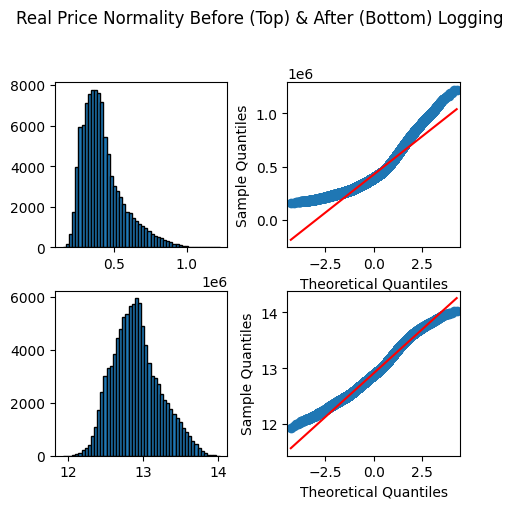 Real Price Normality Before (Top) & After (Bottom) Logging
8000
6000
4000
2000
0
0.5 1.0
1e6
1e6
1.0
0.5
0.0
Sample Quantiles
−2.5 0.0 2.5
Theoretical Quantiles
6000
4000
2000
0
12 13 14
14
13
12
Sample Quantiles
−2.5 0.0 2.5
Theoretical Quantiles